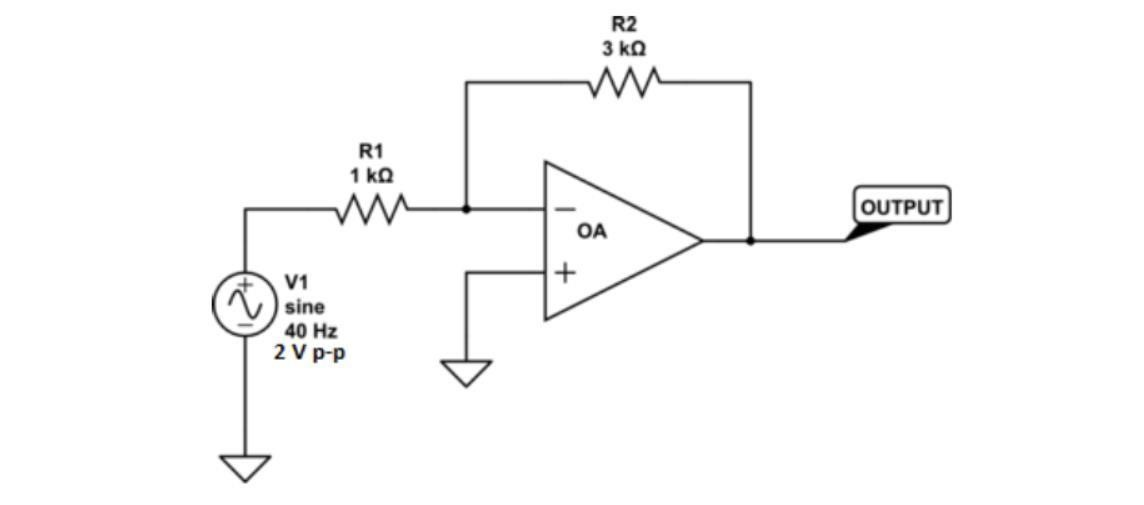 R2
3 kΩ
R1
1 kΩ
OA
OUTPUT
V1
sine
40 Hz
2 V p-p